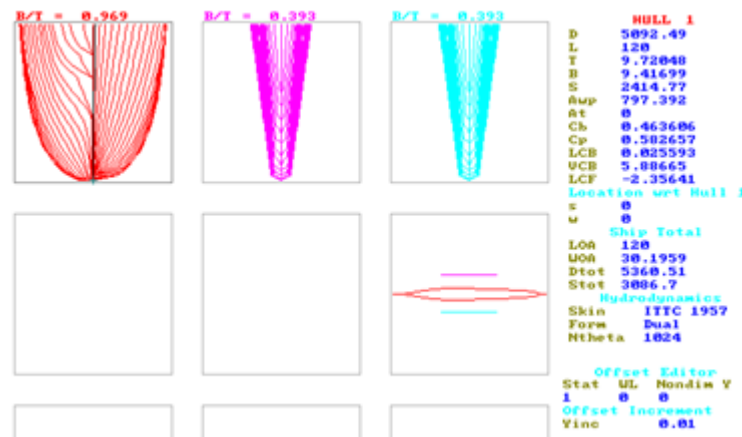 B/T = 0.969
B/T = 0.393
B/T = 0.393
HULL 1
D 5092.49
L 120
T 9.72048
B 9.41699
S 2414.77
Awp 797.392
At 0
Cb 0.463606
Cp 0.582657
LCB 0.025593
VCB 5.88665
LCF -2.35641
Location wrt Hull 1
s 0
w 0
Ship Total
LOA 120
WOA 30.1959
Dtot 5360.51
Stot 3086.7
Hydrodynamics
Skin ITTC 1957
Form Dual
Ntheta 1024
Offset Editor
Stat WL Nondim Y
1 0 0
Offset Increment
Yinc 0.01